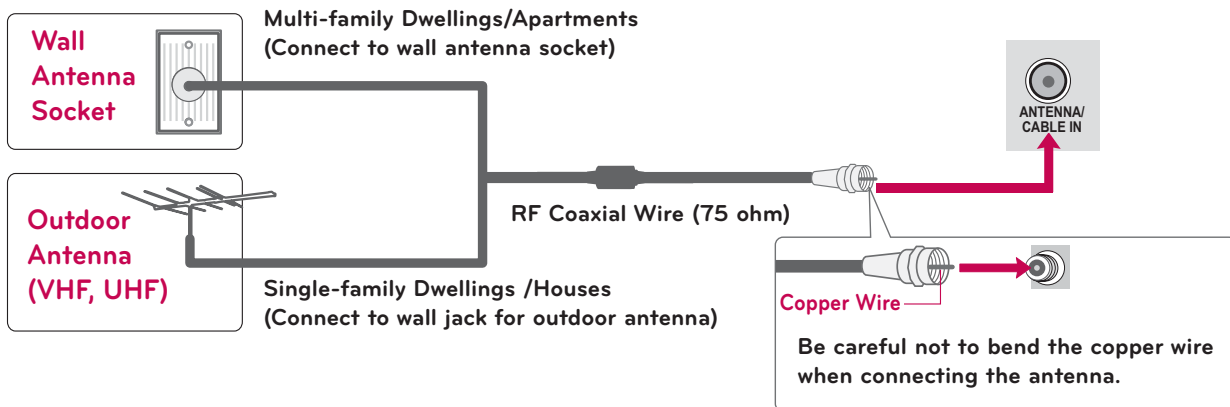 Wall
Antenna
Socket
Multi-family Dwellings/Apartments
(Connect to wall antenna socket)
ANTENNA/
CABLE IN
Outdoor
Antenna
(VHF, UHF)
RF Coaxial Wire (75 ohm)
Single-family Dwellings /Houses
(Connect to wall jack for outdoor antenna)
Copper Wire
Be careful not to bend the copper wire
when connecting the antenna.